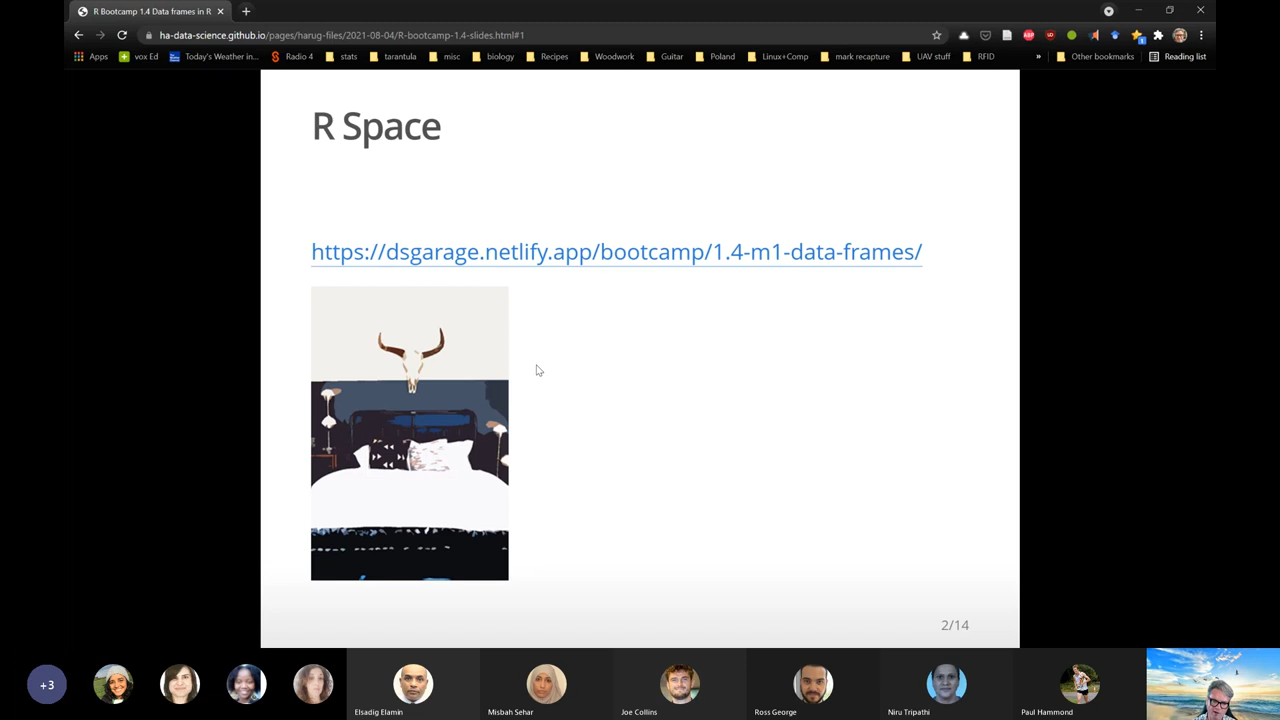 R Bootcamp 1.4 Data frames in R
ha-data-science.github.io/pages/harug-files/2021-08-04/R-bootcamp-1.4-slides.html#1
Apps vox Ed Today's Weather in... Radio 4 stats tarantula misc biology Recipes Woodwork Guitar Poland Linux+Comp mark recapture UAV stuff RFID » Other bookmarks Reading list
R Space
https://dsgarage.netlify.app/bootcamp/1.4-m1-data-frames/
2/14
+3
Elsadig Elamin Misbah Sehar Joe Collins Ross George Niru Tripathi Paul Hammond